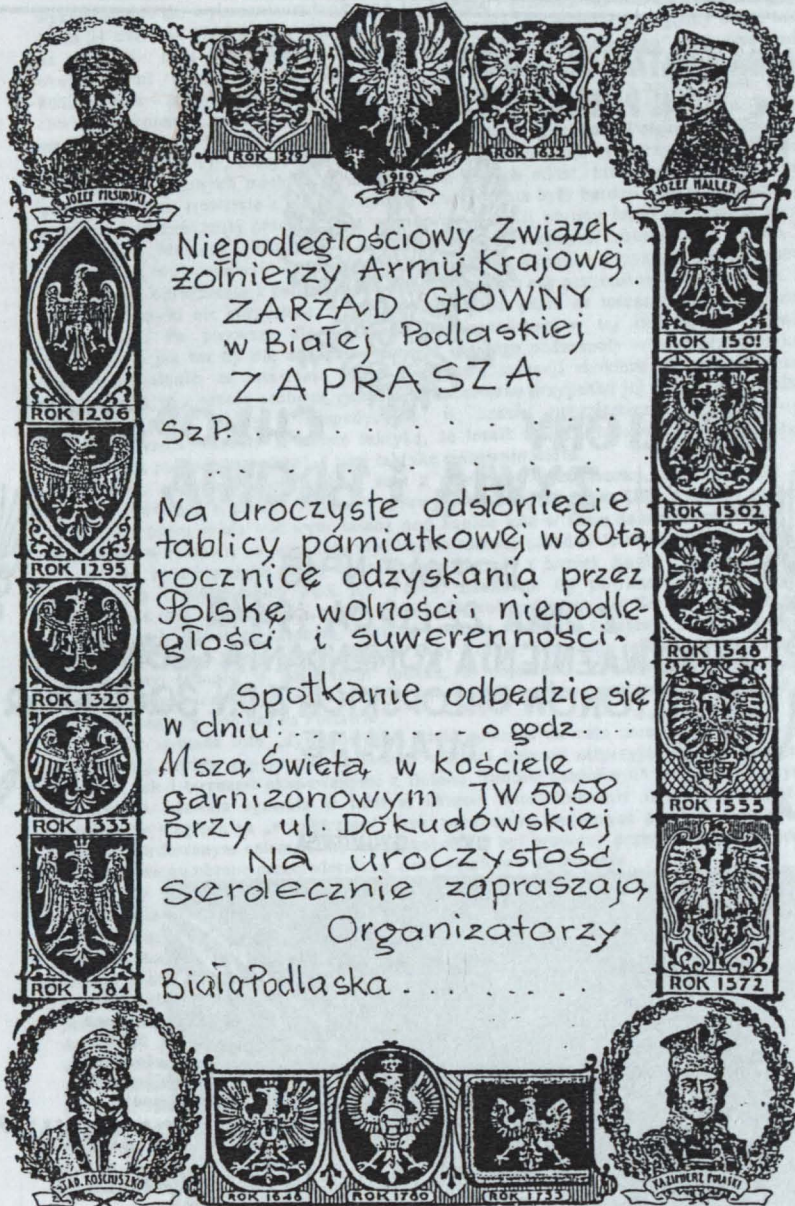 ROK 1579
1919
ROK 1632
JÓZEF PIŁSUDSKI
JÓZEF HALLER
Niepodległościowy Związek
Żołnierzy Armii Krajowej
ZARZĄD GŁÓWNY
w Białej Podlaskiej
ZAPRASZA
SzP. . . . . . . . .
. . . . . . . . . .
Na uroczyste odsłonięcie
tablicy pamiątkowej w 80tą
rocznicę odzyskania przez
Polskę wolności, niepodle-
głości i suwerenności.
Spotkanie odbędzie się
w dniu: o godz.
Msza Święta, w kościele
garnizonowym JW 5058
przy ul. Dokudowskiej
Na uroczystość
Serdecznie zapraszają
Organizatorzy
Biała Podlaska . . . . . . .
ROK 1206
ROK 1295
ROK 1320
ROK 1333
ROK 1384
ROK 1501
ROK 1502
ROK 1548
ROK 1555
ROK 1572
TAD. KOŚCIUSZKO
ROK 1648
ROK 1780
ROK 1733
KAZIMIERZ PUŁASKI